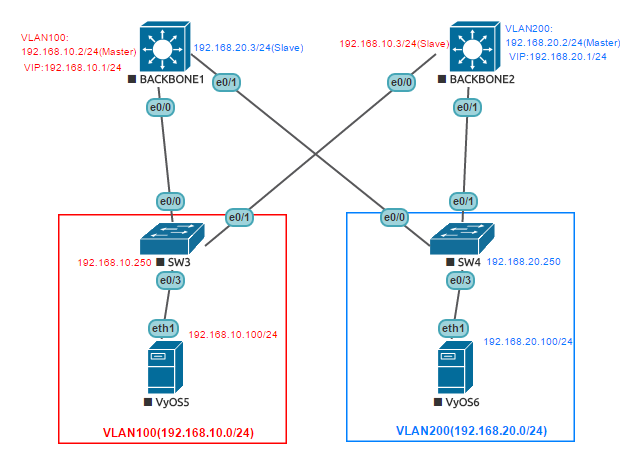 VLAN100:
192.168.10.2/24(Master)
VIP:192.168.10.1/24
192.168.20.3/24(Slave)
BACKBONE1
192.168.10.3/24(Slave)
VLAN200:
192.168.20.2/24(Master)
VIP:192.168.20.1/24
BACKBONE2
e0/0
e0/1
e0/0
e0/1
e0/0
e0/1
e0/0
e0/1
192.168.10.250
SW3
SW4
192.168.20.250
e0/3
e0/3
eth1
192.168.10.100/24
eth1
192.168.20.100/24
VyOS5
VyOS6
VLAN100(192.168.10.0/24)
VLAN200(192.168.20.0/24)